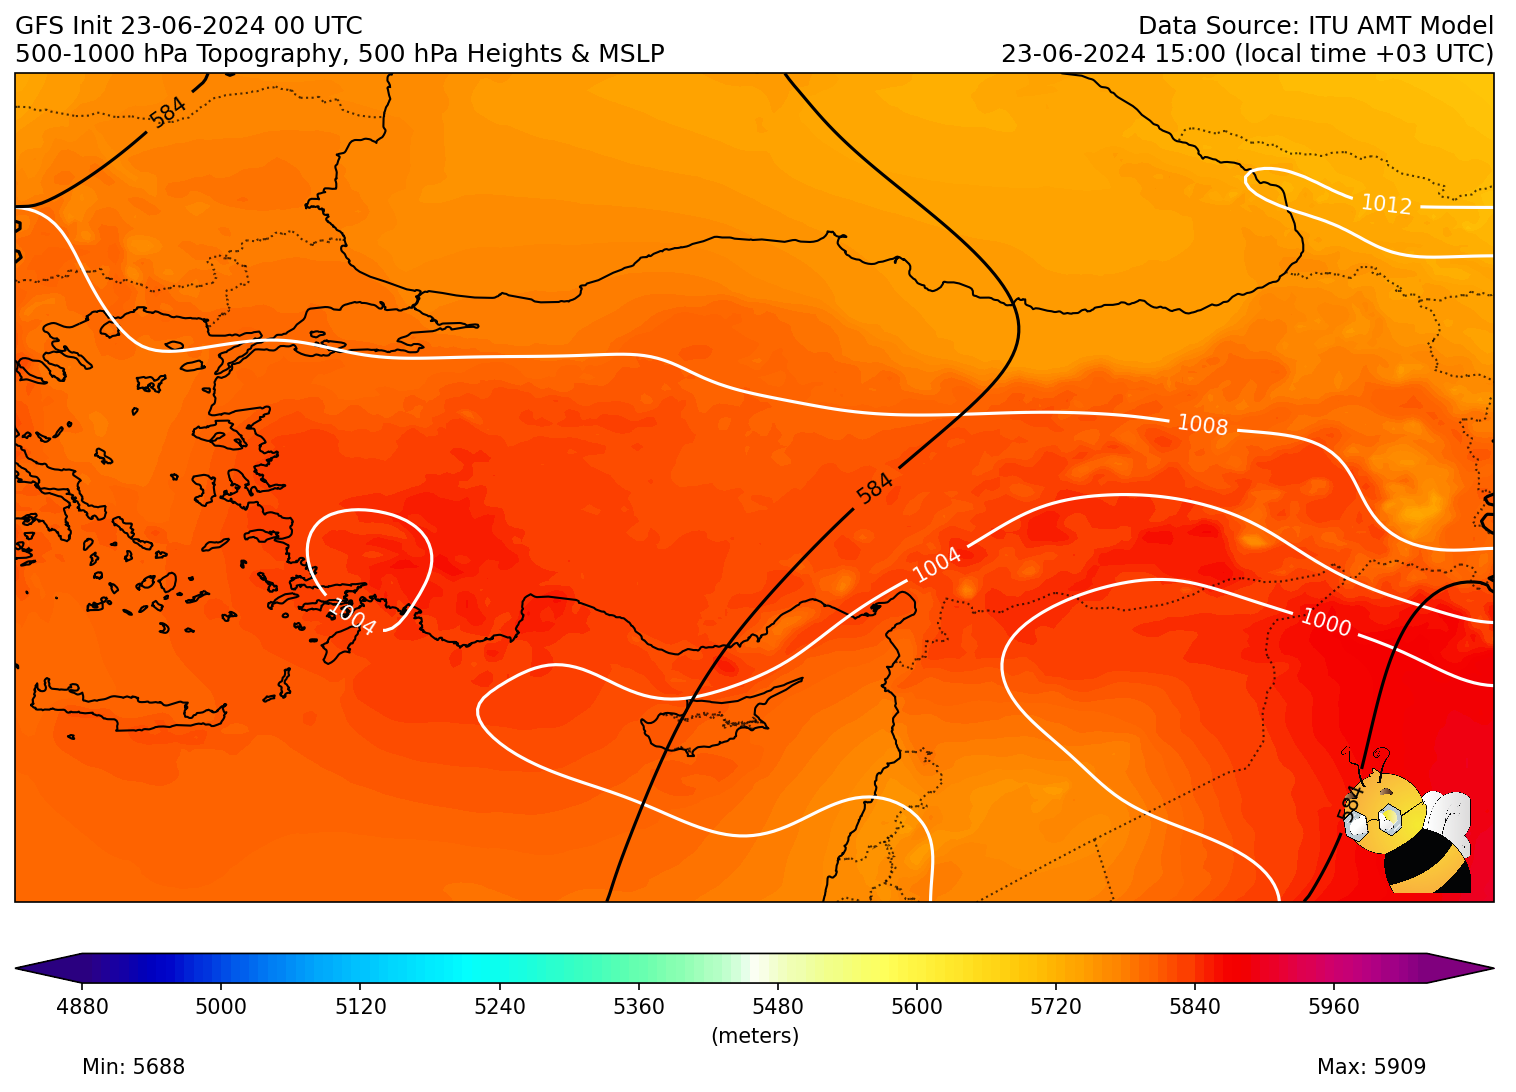 GFS Init 23-06-2024 00 UTC
Data Source: ITU AMT Model
500-1000 hPa Topography, 500 hPa Heights & MSLP
23-06-2024 15:00 (local time +03 UTC)
584
1012
1008
584
1004
1004
1000
584
4880 5000 5120 5240 5360 5480 5600 5720 5840 5960
(meters)
Min: 5688
Max: 5909